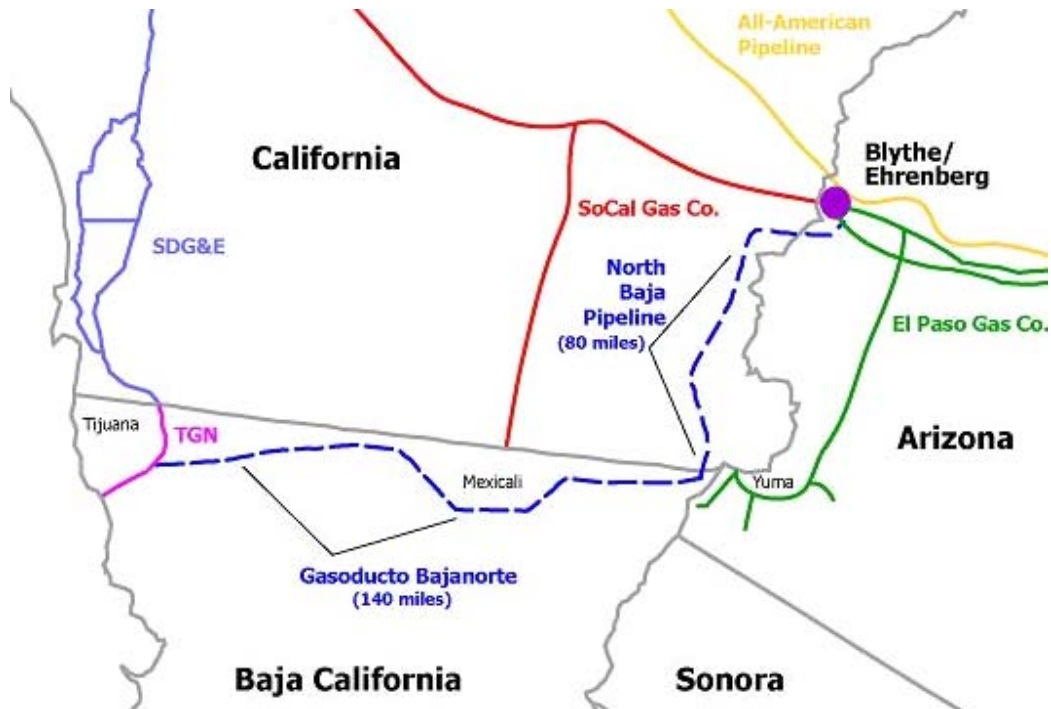 All-American
Pipeline
California
Blythe/
Ehrenberg
SoCal Gas Co.
SDG&E
North
Baja
Pipeline
(80 miles)
El Paso Gas Co.
Tijuana
TGN
Arizona
Mexicali
Yuma
Gasoducto Bajanorte
(140 miles)
Baja California
Sonora